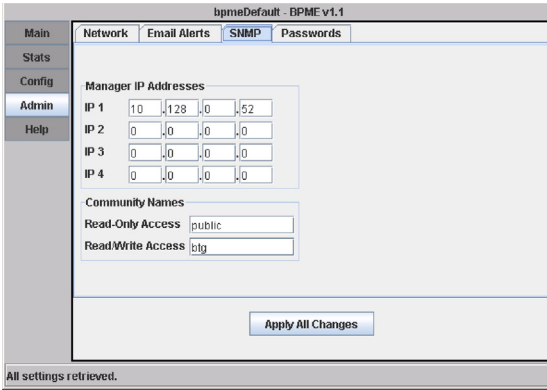 bpmeDefault - BPME v1.1
Main
Stats
Config
Admin
Help
Network Email Alerts SNMP Passwords
Manager IP Addresses
IP 1 10 .128 .0 .52
IP 2 0 .0 .0 .0
IP 3 0 .0 .0 .0
IP 4 0 .0 .0 .0
Community Names
Read-Only Access public
Read/Write Access btg
Apply All Changes
All settings retrieved.